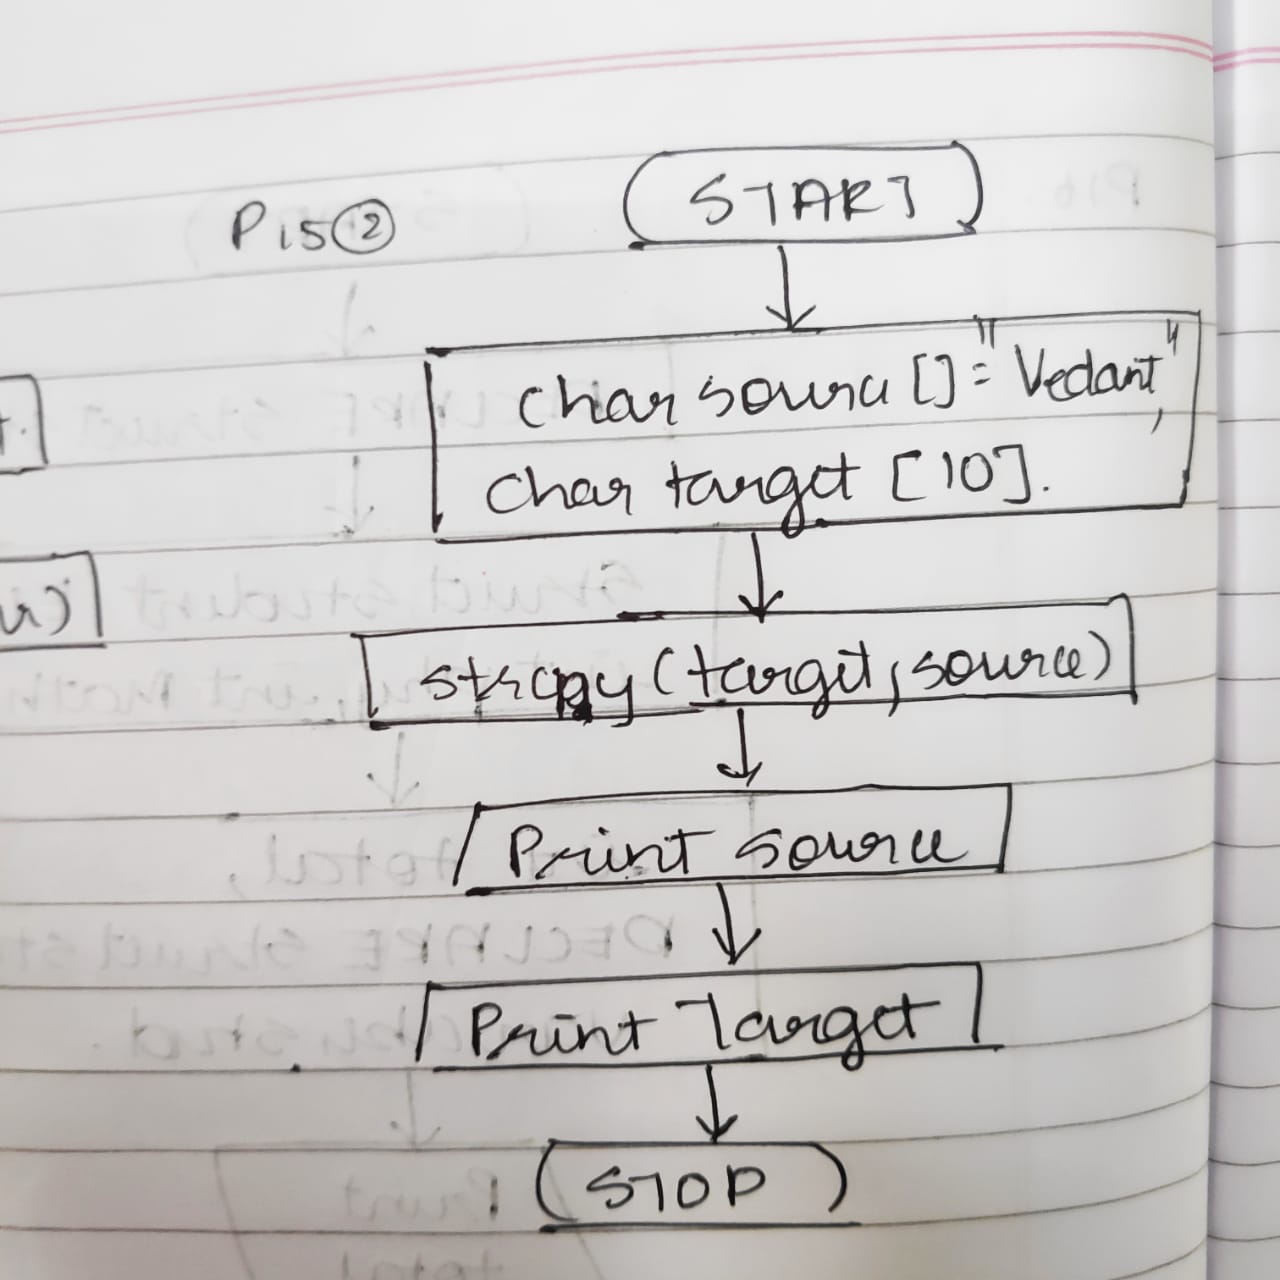 P15②
START
char source [] = "Vedant",
char target [10].
strcpy (target, source)
Print source
Print Target
STOP